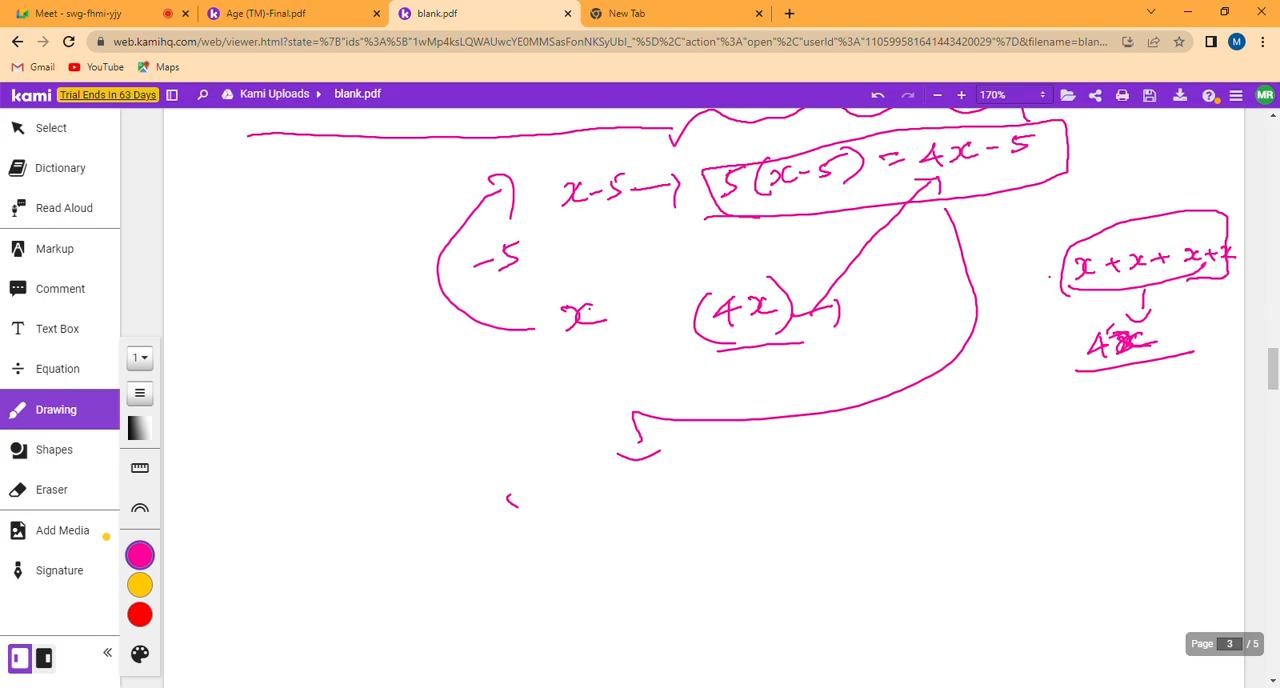 Meet - swg-fhmi-yjy
Age (TM)-Final.pdf
blank.pdf
New Tab
web.kamihq.com/web/viewer.html?state=%7B"ids"%3A%5B"1wMp4ksLQWAUwcYE0MMSasFonNKSyUbI_"%5D%2C"action"%3A"open"%2C"userId"%3A"110599581641443420029"%7D&filename=blan...
M
Gmail
YouTube
Maps
kami
Trial Ends In 63 Days
Kami Uploads
blank.pdf
170%
MR
Select
Dictionary
Read Aloud
Markup
Comment
Text Box
Equation
Drawing
Shapes
Eraser
Add Media
Signature
1
x-5 → 5(x-5) = 4x-5
-5
x (4x) →
x + x + x + x
4x
Page 3 / 5